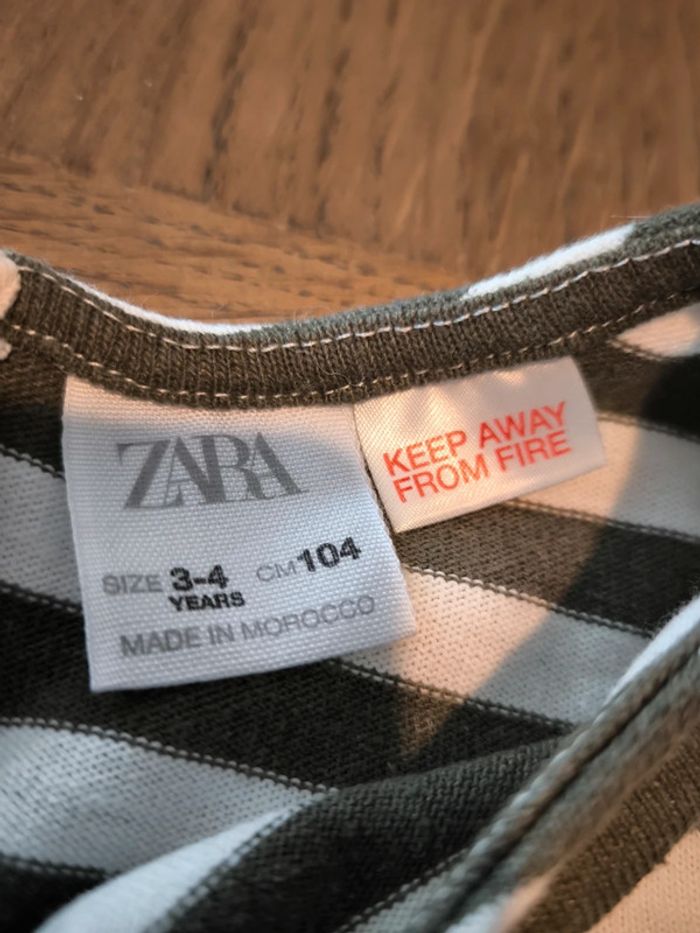 ZARA
SIZE 3-4 CM 104
YEARS
MADE IN MOROCCO
KEEP AWAY
FROM FIRE